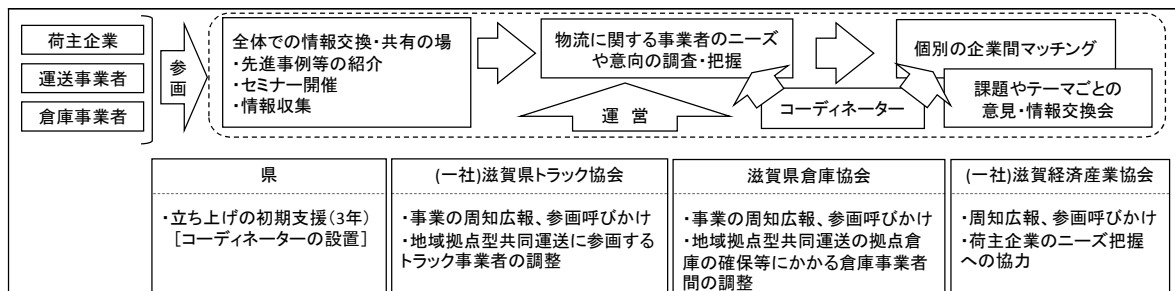 荷主企業
運送事業者
倉庫事業者
参画
全体での情報交換・共有の場
・先進事例等の紹介
・セミナー開催
・情報収集
物流に関する事業者のニーズ
や意向の調査・把握
個別の企業間マッチング
課題やテーマごとの
意見・情報交換会
コーディネーター
運 営
県
・立ち上げの初期支援(3年)
[コーディネーターの設置]
(一社)滋賀県トラック協会
・事業の周知広報、参画呼びかけ
・地域拠点型共同運送に参画する
トラック事業者の調整
滋賀県倉庫協会
・事業の周知広報、参画呼びかけ
・地域拠点型共同運送の拠点倉
庫の確保等にかかる倉庫事業者
間の調整
(一社)滋賀経済産業協会
・周知広報、参画呼びかけ
・荷主企業のニーズ把握
への協力